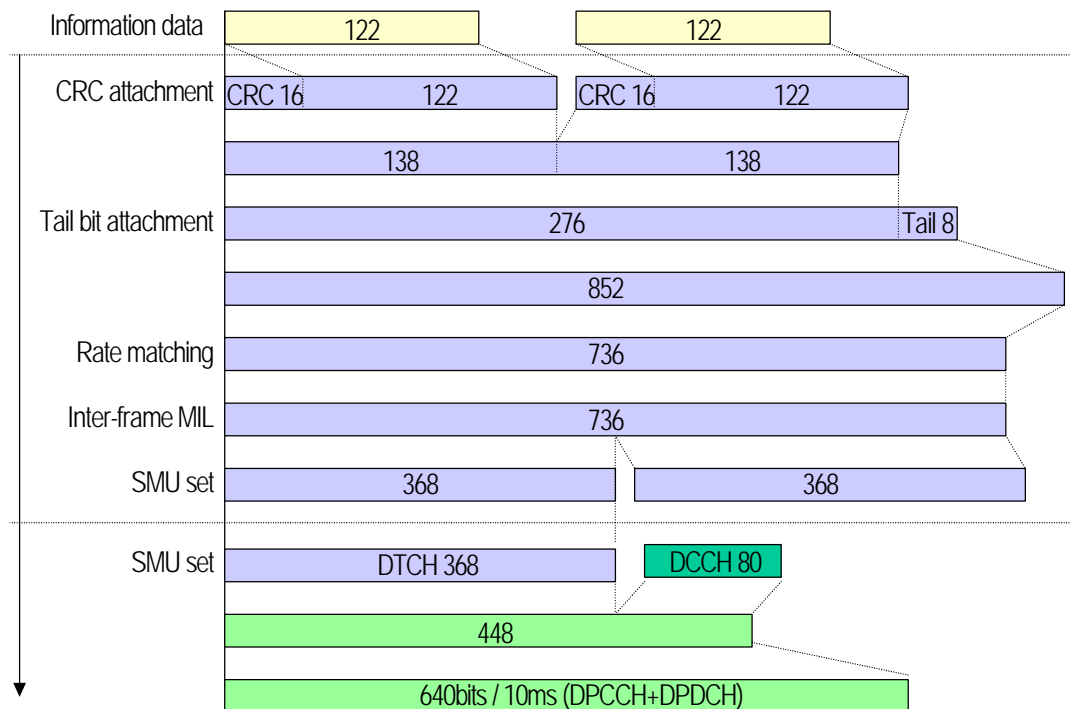 Information data 122 122
CRC attachment CRC 16 122 CRC 16 122
138 138
Tail bit attachment 276 Tail 8
852
Rate matching 736
Inter-frame MIL 736
SMU set 368 368
SMU set DTCH 368 DCCH 80
448
640bits / 10ms (DPCCH+DPDCH)